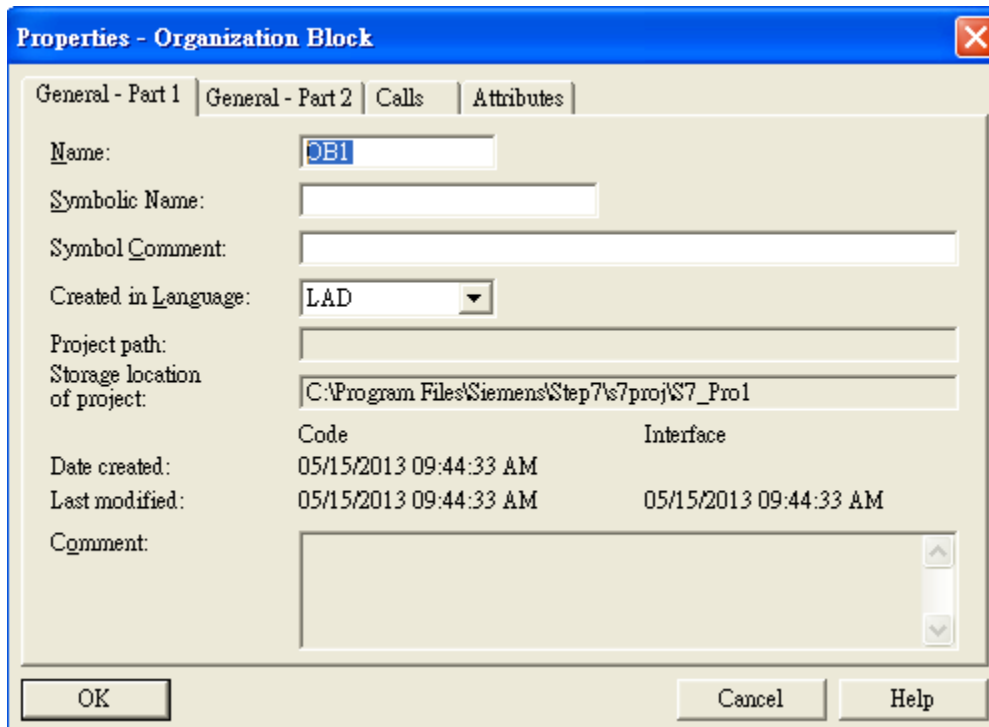 Properties - Organization Block
General - Part 1 General - Part 2 Calls Attributes
Name: OB1
Symbolic Name:
Symbol Comment:
Created in Language: LAD
Project path:
Storage location
of project: C:\Program Files\Siemens\Step7\s7proj\S7_Pro1
Code Interface
Date created: 05/15/2013 09:44:33 AM
Last modified: 05/15/2013 09:44:33 AM 05/15/2013 09:44:33 AM
Comment:
OK Cancel Help